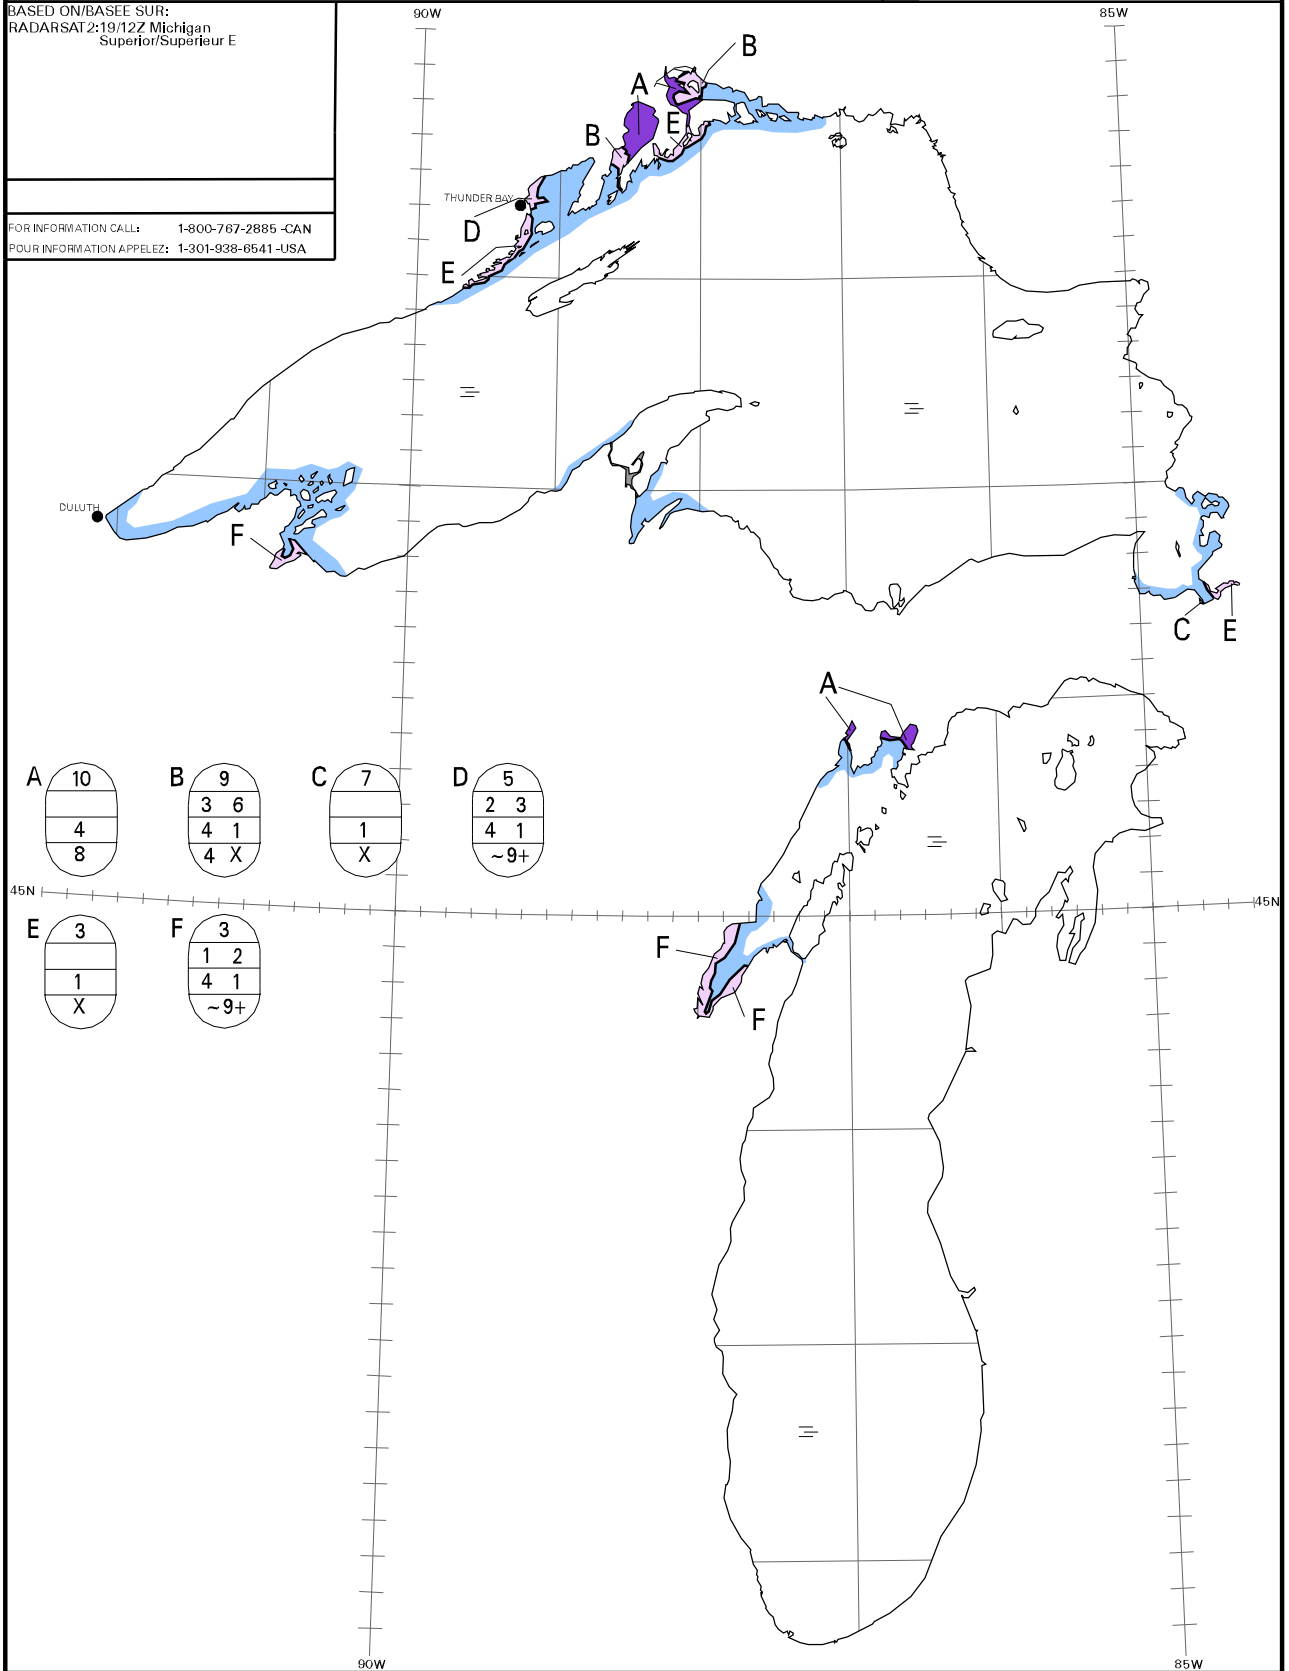 BASED ON/BASEE SUR:
RADARSAT2:19/12Z Michigan
Superior/Superieur E
FOR INFORMATION CALL: 1-800-767-2885 -CAN
POUR INFORMATION APPELEZ: 1-301-938-6541 -USA
90W
85W
B
A
E
B
THUNDER BAY
D
E
DULUTH
F
C
E
A
A 10
4
8
B 9
3 6
4 1
4 X
C 7
1
X
D 5
2 3
4 1
~9+
45N
45N
E 3
1
X
F 3
1 2
4 1
~9+
F
F
90W
85W